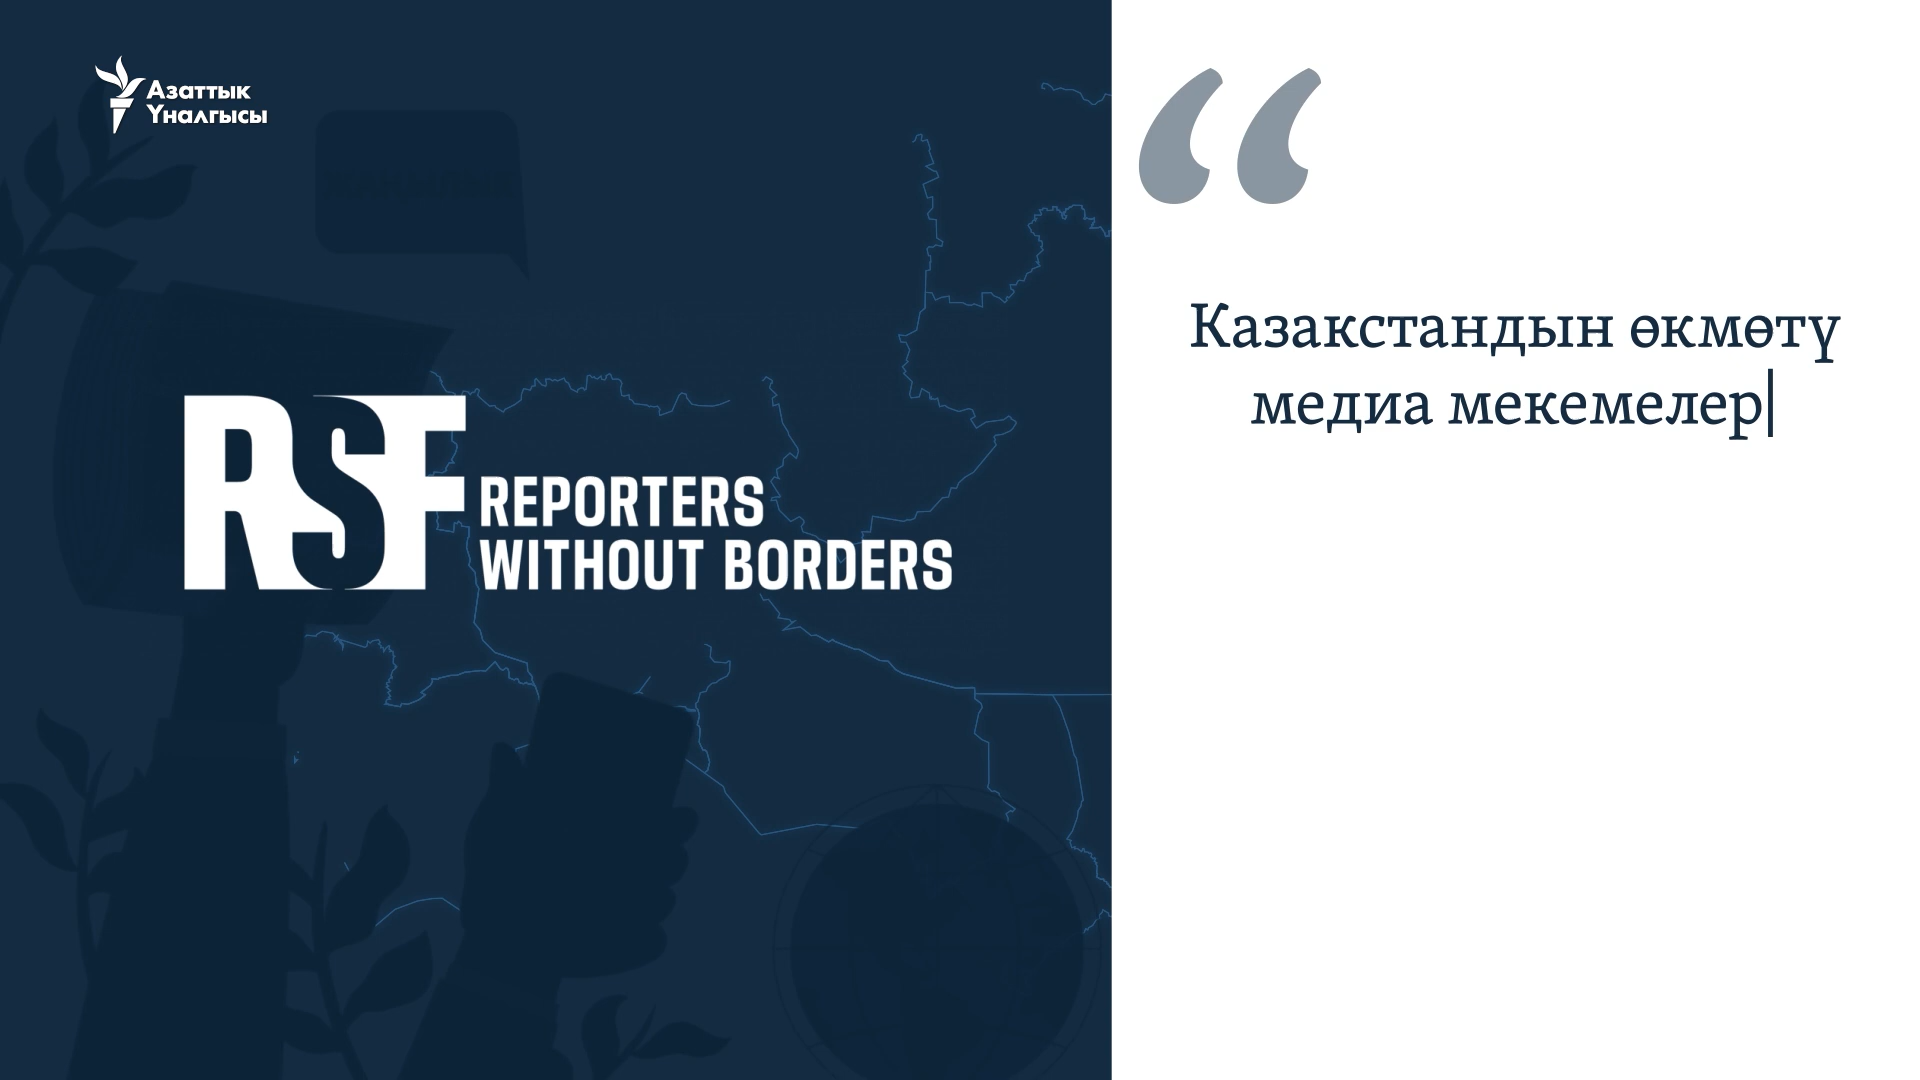 Азаттык
Үналгысы
RSF
REPORTERS
WITHOUT BORDERS
“
Казакстандын өкмөтү
медиа мекемелер